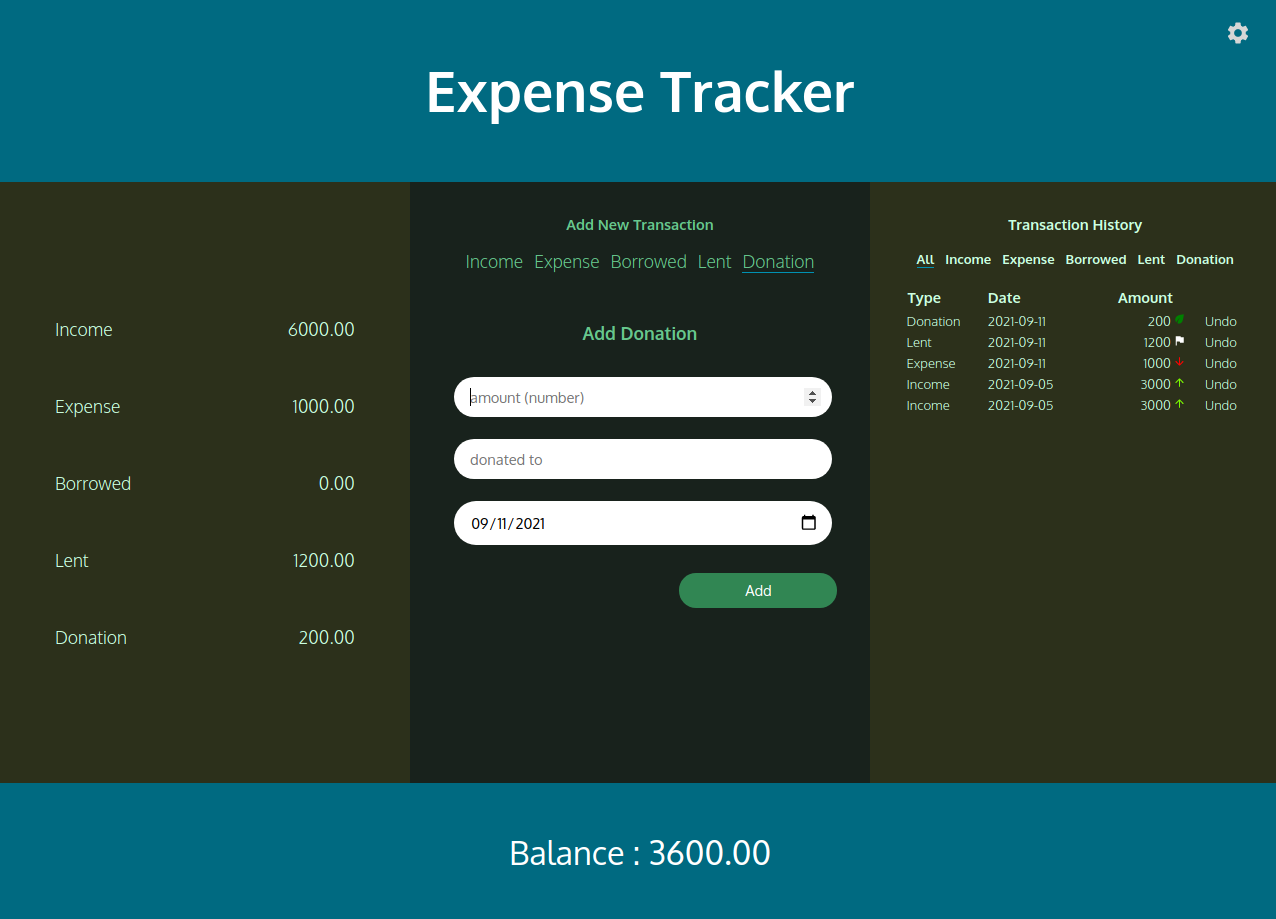 Expense Tracker
Income 6000.00
Expense 1000.00
Borrowed 0.00
Lent 1200.00
Donation 200.00
Add New Transaction
Income Expense Borrowed Lent Donation
Add Donation
amount (number)
donated to
09/11/2021
Add
Transaction History
All Income Expense Borrowed Lent Donation
Type Date Amount
Donation 2021-09-11 200 Undo
Lent 2021-09-11 1200 Undo
Expense 2021-09-11 1000 Undo
Income 2021-09-05 3000 Undo
Income 2021-09-05 3000 Undo
Balance : 3600.00